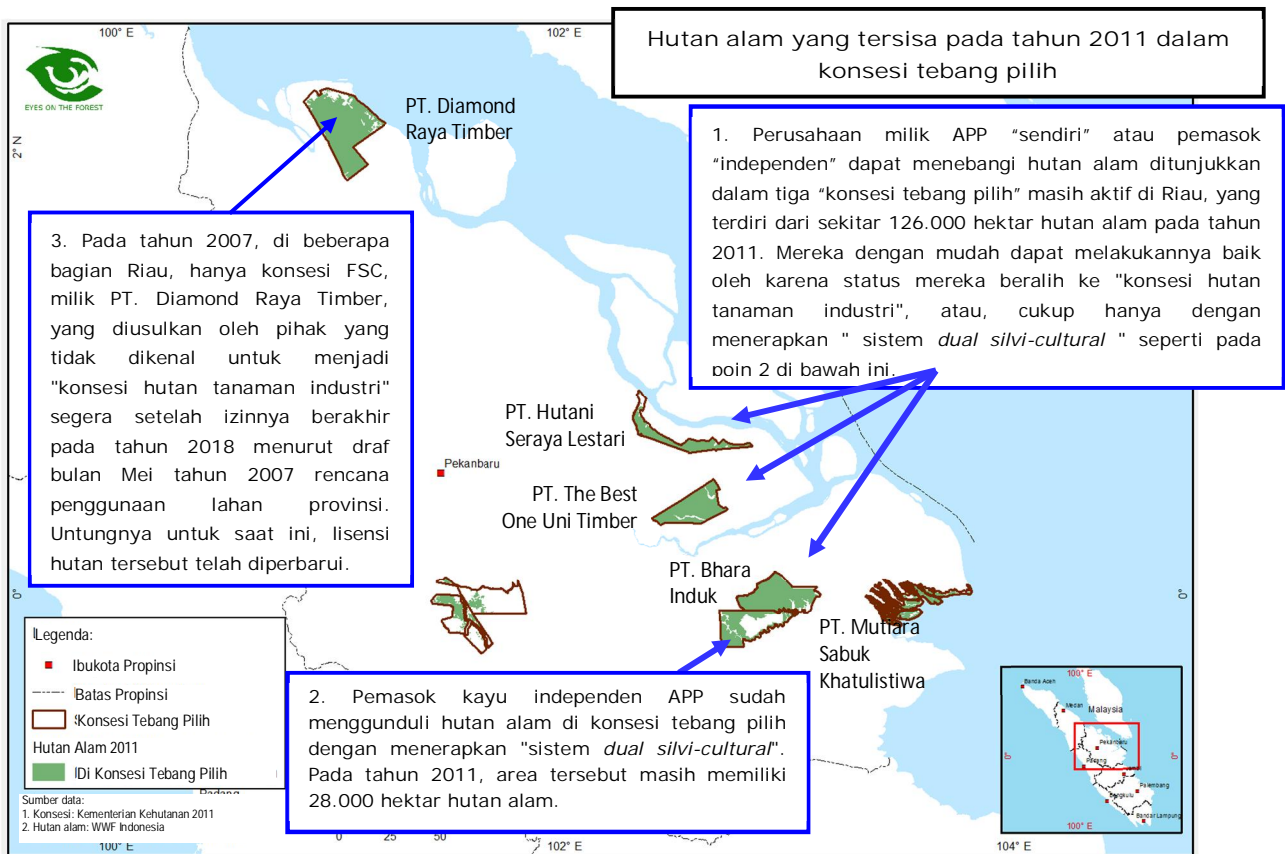 100° E
102° E
EYES ON THE FOREST
2° N
Hutan alam yang tersisa pada tahun 2011 dalam
konsesi tebang pilih
PT. Diamond
Raya Timber
1. Perusahaan milik APP “sendiri” atau pemasok
“independen” dapat menebangi hutan alam ditunjukkan
dalam tiga “konsesi tebang pilih” masih aktif di Riau, yang
terdiri dari sekitar 126.000 hektar hutan alam pada tahun
2011. Mereka dengan mudah dapat melakukannya baik
oleh karena status mereka beralih ke "konsesi hutan
tanaman industri", atau, cukup hanya dengan
menerapkan " sistem dual silvi-cultural " seperti pada
poin 2 di bawah ini.
3. Pada tahun 2007, di beberapa
bagian Riau, hanya konsesi FSC,
milik PT. Diamond Raya Timber,
yang diusulkan oleh pihak yang
tidak dikenal untuk menjadi
"konsesi hutan tanaman industri"
segera setelah izinnya berakhir
pada tahun 2018 menurut draf
bulan Mei tahun 2007 rencana
penggunaan lahan provinsi.
Untungnya untuk saat ini, lisensi
hutan tersebut telah diperbarui.
PT. Hutani
Seraya Lestari
Pekanbaru
PT. The Best
One Uni Timber
PT. Bhara
Induk
PT. Mutiara
Sabuk
Khatulistiwa
0°
0°
Legenda:
Ibukota Propinsi
Batas Propinsi
Konsesi Tebang Pilih
Hutan Alam 2011
Di Konsesi Tebang Pilih
Sumber data:
1. Konsesi: Kementerian Kehutanan 2011
2. Hutan alam: WWF Indonesia
2. Pemasok kayu independen APP sudah
menggunduli hutan alam di konsesi tebang pilih
dengan menerapkan "sistem dual silvi-cultural".
Pada tahun 2011, area tersebut masih memiliki
28.000 hektar hutan alam.
0 25 50
100° E
102° E
104° E
100° E
Banda Aceh
Medan
Malaysia
Pekanbaru
Padang
0°
0°
Palembang
Bengkulu
Bandar Lampung
100° E